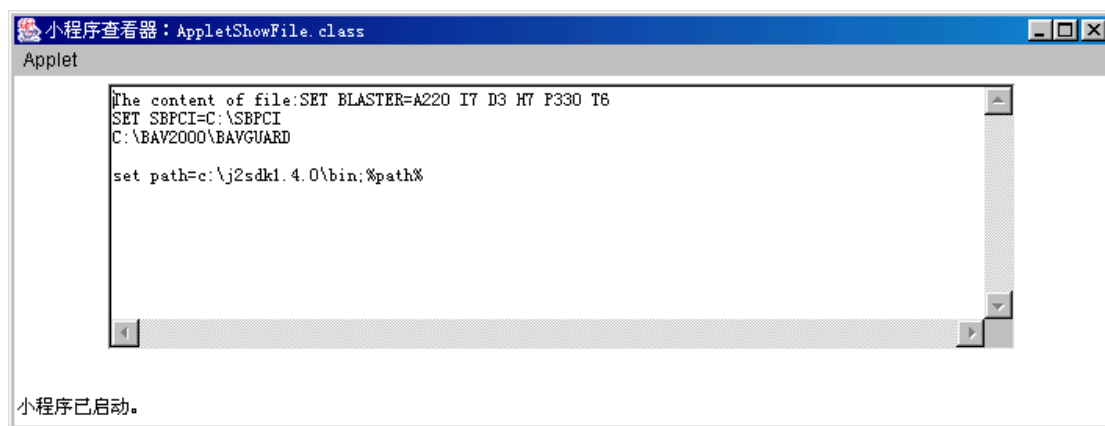 小程序查看器：AppletShowFile.class
Applet
The content of file:SET BLASTER=A220 I7 D3 H7 P330 T6
SET SBPCI=C:\SBPCI
C:\BAV2000\BAVGUARD
set path=c:\j2sdk1.4.0\bin;%path%
小程序已启动。